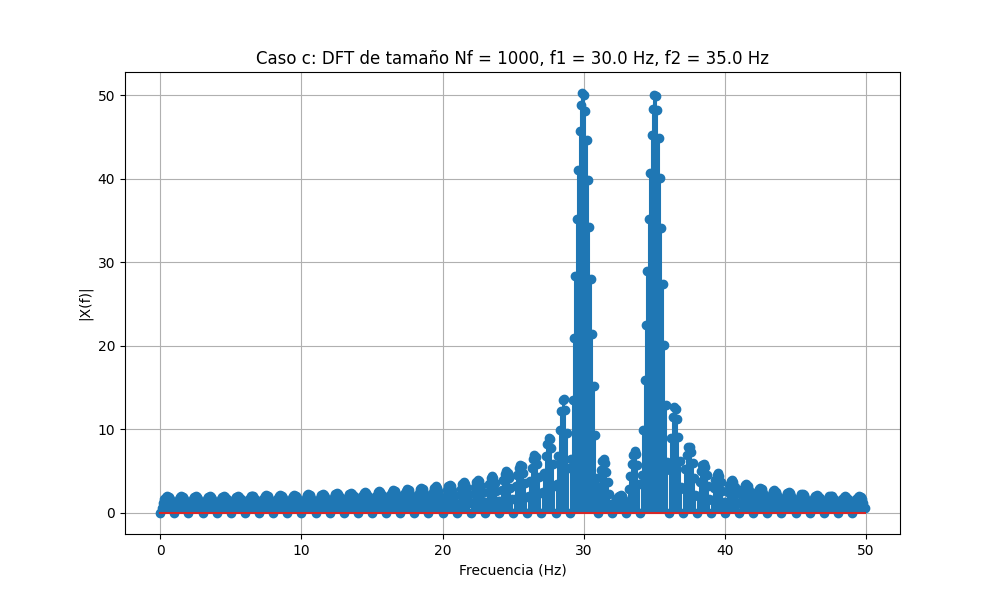 Caso c: DFT de tamaño Nf = 1000, f1 = 30.0 Hz, f2 = 35.0 Hz
50
40
30
20
10
0
|X(f)|
0 10 20 30 40 50
Frecuencia (Hz)